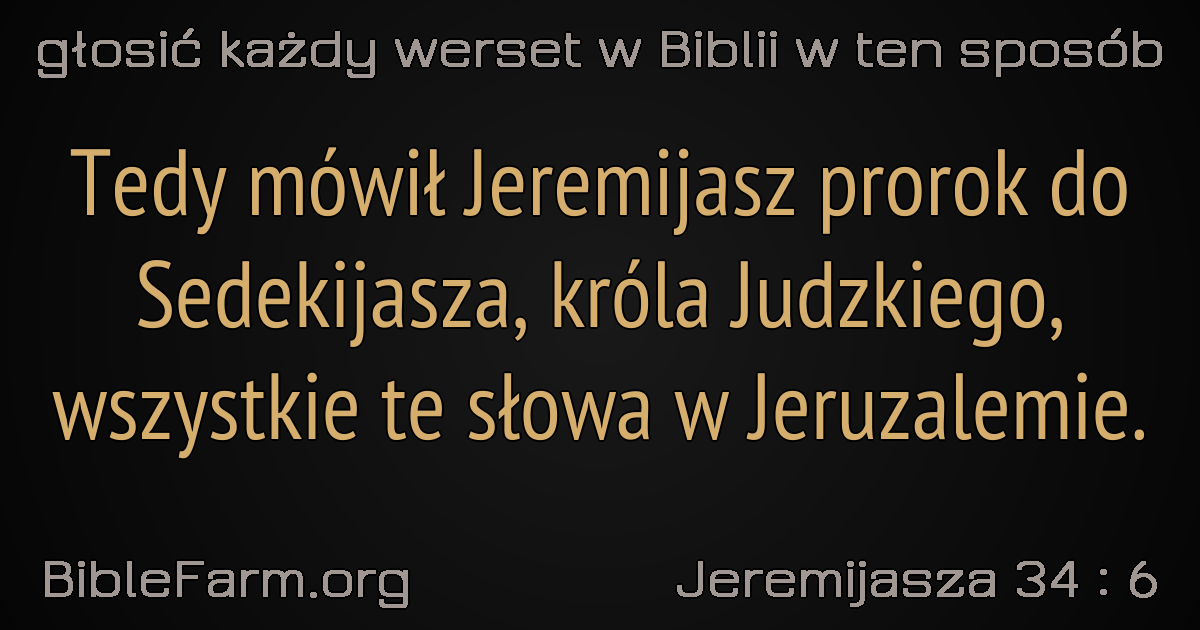 głosić każdy werset w Biblii w ten sposób
Tedy mówił Jeremijasz prorok do
Sedekijasza, króla Judzkiego,
wszystkie te słowa w Jeruzalemie.
BibleFarm.org
Jeremijasza 34 : 6